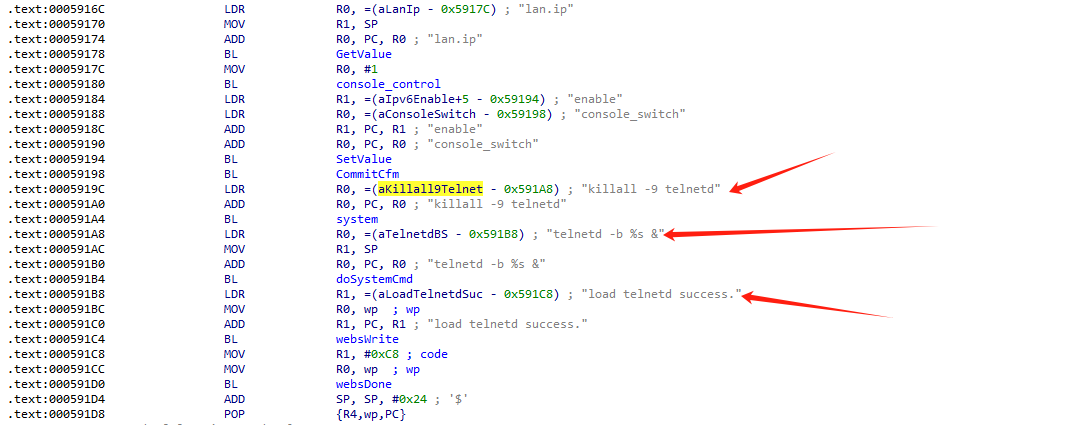 .text:0005916C LDR R0, =(aLanIp - 0x5917C) ; "lan.ip"
.text:00059170 MOV R1, SP
.text:00059174 ADD R0, PC, R0 ; "lan.ip"
.text:00059178 BL GetValue
.text:0005917C MOV R0, #1
.text:00059180 BL console_control
.text:00059184 LDR R1, =(aIpv6Enable+5 - 0x59194) ; "enable"
.text:00059188 LDR R0, =(aConsoleSwitch - 0x59198) ; "console_switch"
.text:0005918C ADD R1, PC, R1 ; "enable"
.text:00059190 ADD R0, PC, R0 ; "console_switch"
.text:00059194 BL SetValue
.text:00059198 BL CommitCfm
.text:0005919C LDR R0, =(aKillall9Telnet - 0x591A8) ; "killall -9 telnetd"
.text:000591A0 ADD R0, PC, R0 ; "killall -9 telnetd"
.text:000591A4 BL system
.text:000591A8 LDR R0, =(aTelnetdBS - 0x591B8) ; "telnetd -b %s &"
.text:000591AC MOV R1, SP
.text:000591B0 ADD R0, PC, R0 ; "telnetd -b %s &"
.text:000591B4 BL doSystemCmd
.text:000591B8 LDR R1, =(aLoadTelnetdSuc - 0x591C8) ; "load telnetd success."
.text:000591BC MOV R0, wp ; wp
.text:000591C0 ADD R1, PC, R1 ; "load telnetd success."
.text:000591C4 BL websWrite
.text:000591C8 MOV R1, #0xC8 ; code
.text:000591CC MOV R0, wp ; wp
.text:000591D0 BL websDone
.text:000591D4 ADD SP, SP, #0x24 ; '$'
.text:000591D8 POP {R4,wp,PC}